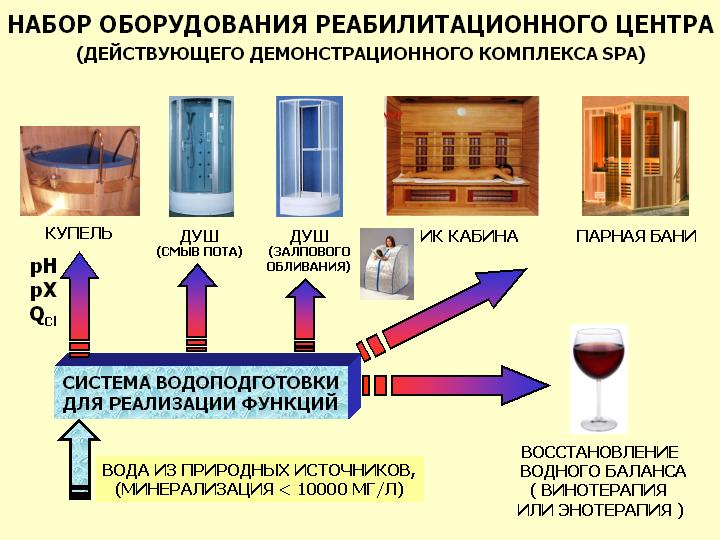 НАБОР ОБОРУДОВАНИЯ РЕАБИЛИТАЦИОННОГО ЦЕНТРА
(ДЕЙСТВУЮЩЕГО ДЕМОНСТРАЦИОННОГО КОМПЛЕКСА SPA)
КУПЕЛЬ
ДУШ
(СМЫВ ПОТА)
ДУШ
(ЗАЛПОВОГО
ОБЛИВАНИЯ)
ИК КАБИНА
ПАРНАЯ БАНИ
pH
pX
QCl
СИСТЕМА ВОДОПОДГОТОВКИ
ДЛЯ РЕАЛИЗАЦИИ ФУНКЦИЙ
ВОДА ИЗ ПРИРОДНЫХ ИСТОЧНИКОВ,
(МИНЕРАЛИЗАЦИЯ < 10000 МГ/Л)
ВОССТАНОВЛЕНИЕ
ВОДНОГО БАЛАНСА
( ВИНОТЕРАПИЯ
ИЛИ ЭНОТЕРАПИЯ )